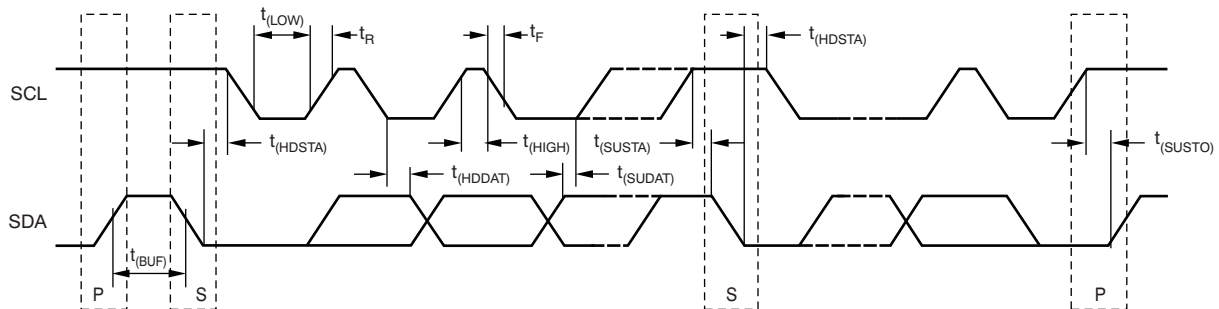 t(LOW)
tR
tF
t(HDSTA)
SCL
t(HDSTA)
t(HIGH)
t(SUSTA)
t(SUSTO)
t(HDDAT)
t(SUDAT)
SDA
t(BUF)
P
S
S
P